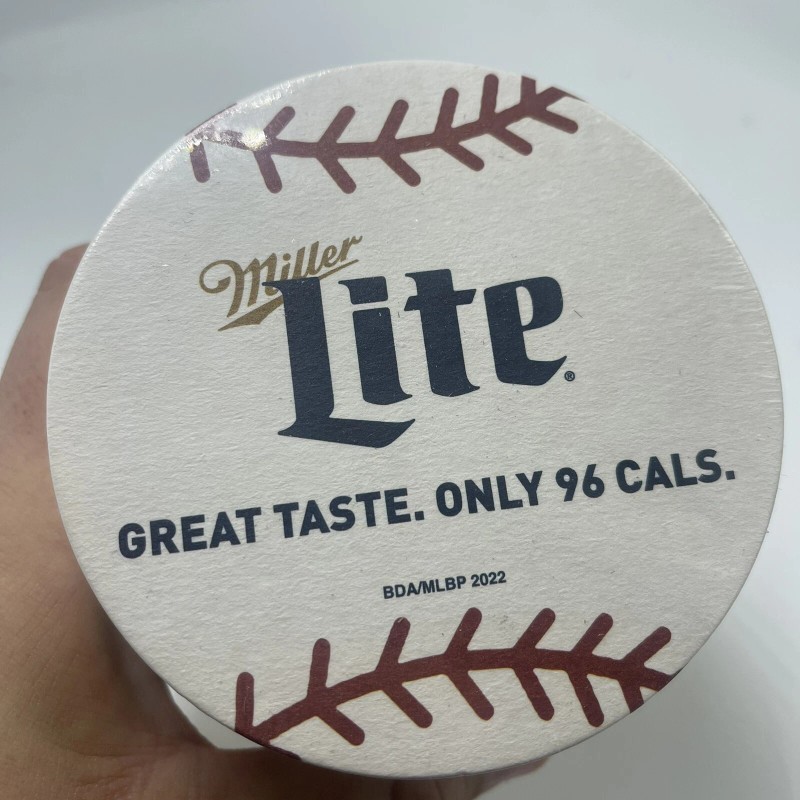 Miller
Lite®
GREAT TASTE. ONLY 96 CALS.
BDA/MLBP 2022